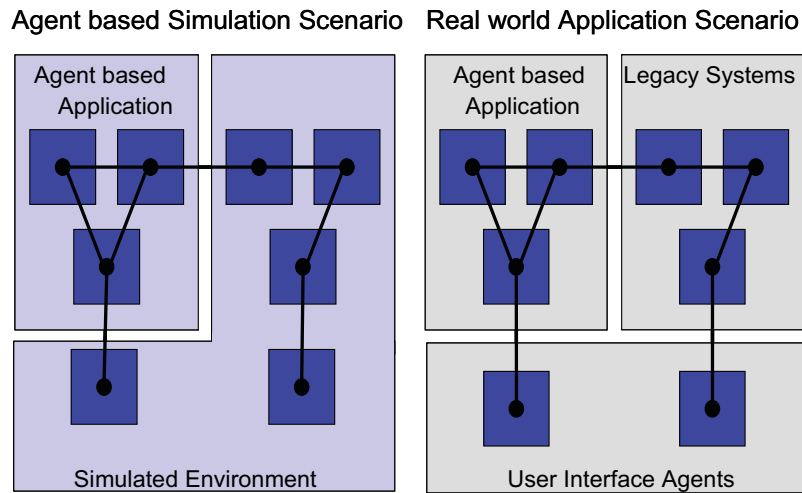 Agent based Simulation Scenario
Real world Application Scenario
Agent based
Application
Agent based
Application
Legacy Systems
Simulated Environment
User Interface Agents